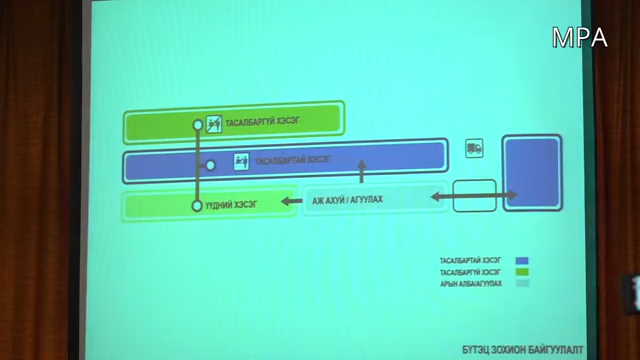 MPA
ТАСАЛБАРГҮЙ ХЭСЭГ
ТАСАЛБАРТАЙ ХЭСЭГ
ҮҮДНИЙ ХЭСЭГ
АЖ АХУЙ / АГУУЛАХ
ТАСАЛБАРТАЙ ХЭСЭГ
ТАСАЛБАРГҮЙ ХЭСЭГ
АРЫН АЛБА/АГУУЛАХ
БҮТЭЦ ЗОХИОН БАЙГУУЛАЛТ